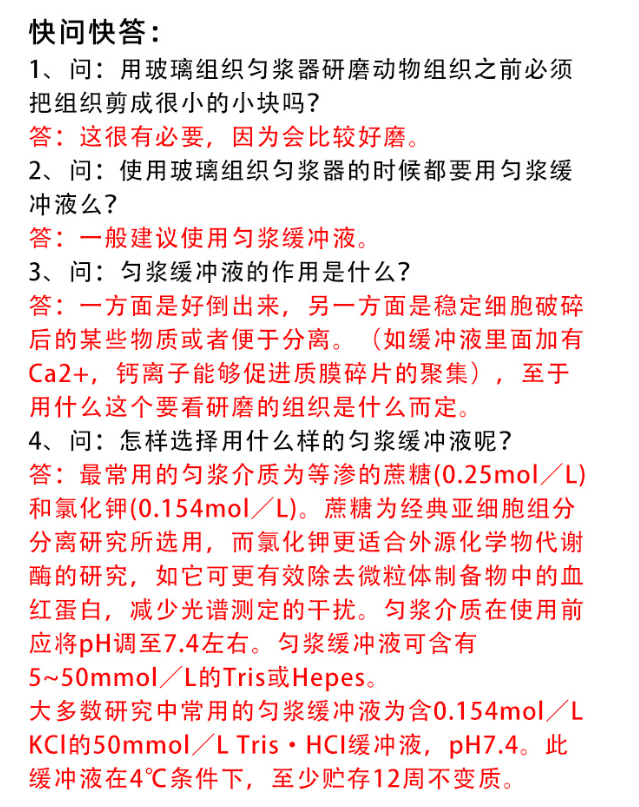 快问快答：
1、问：用玻璃组织匀浆器研磨动物组织之前必须
把组织剪成很小的小块吗？
答：这很有必要，因为会比较好磨。
2、问：使用玻璃组织匀浆器的时候都要用匀浆缓
冲液么？
答：一般建议使用匀浆缓冲液。
3、问：匀浆缓冲液的作用是什么？
答：一方面是好倒出来，另一方面是稳定细胞破碎
后的某些物质或者便于分离。（如缓冲液里面加有
Ca2+，钙离子能够促进质膜碎片的聚集），至于
用什么这个要看研磨的组织是什么而定。
4、问：怎样选择用什么样的匀浆缓冲液呢？
答：最常用的匀浆介质为等渗的蔗糖(0.25mol／L)
和氯化钾(0.154mol／L)。蔗糖为经典亚细胞组分
分离研究所选用，而氯化钾更适合外源化学物代谢
酶的研究，如它可更有效除去微粒体制备物中的血
红蛋白，减少光谱测定的干扰。匀浆介质在使用前
应将pH调至7.4左右。匀浆缓冲液可含有
5~50mmol／L的Tris或Hepes。
大多数研究中常用的匀浆缓冲液为含0.154mol／L
KCl的50mmol／L Tris·HCl缓冲液，pH7.4。此
缓冲液在4℃条件下，至少贮存12周不变质。